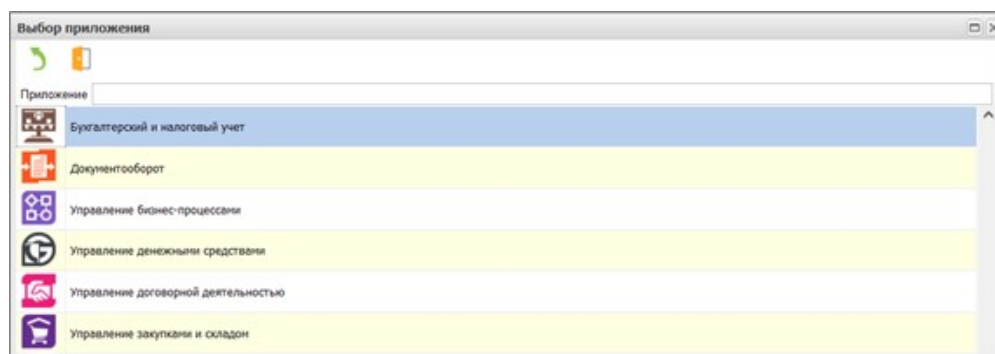 Выбор приложения
Приложение
Бухгалтерский и налоговый учет
Документооборот
Управление бизнес-процессами
Управление денежными средствами
Управление договорной деятельностью
Управление закупками и складом